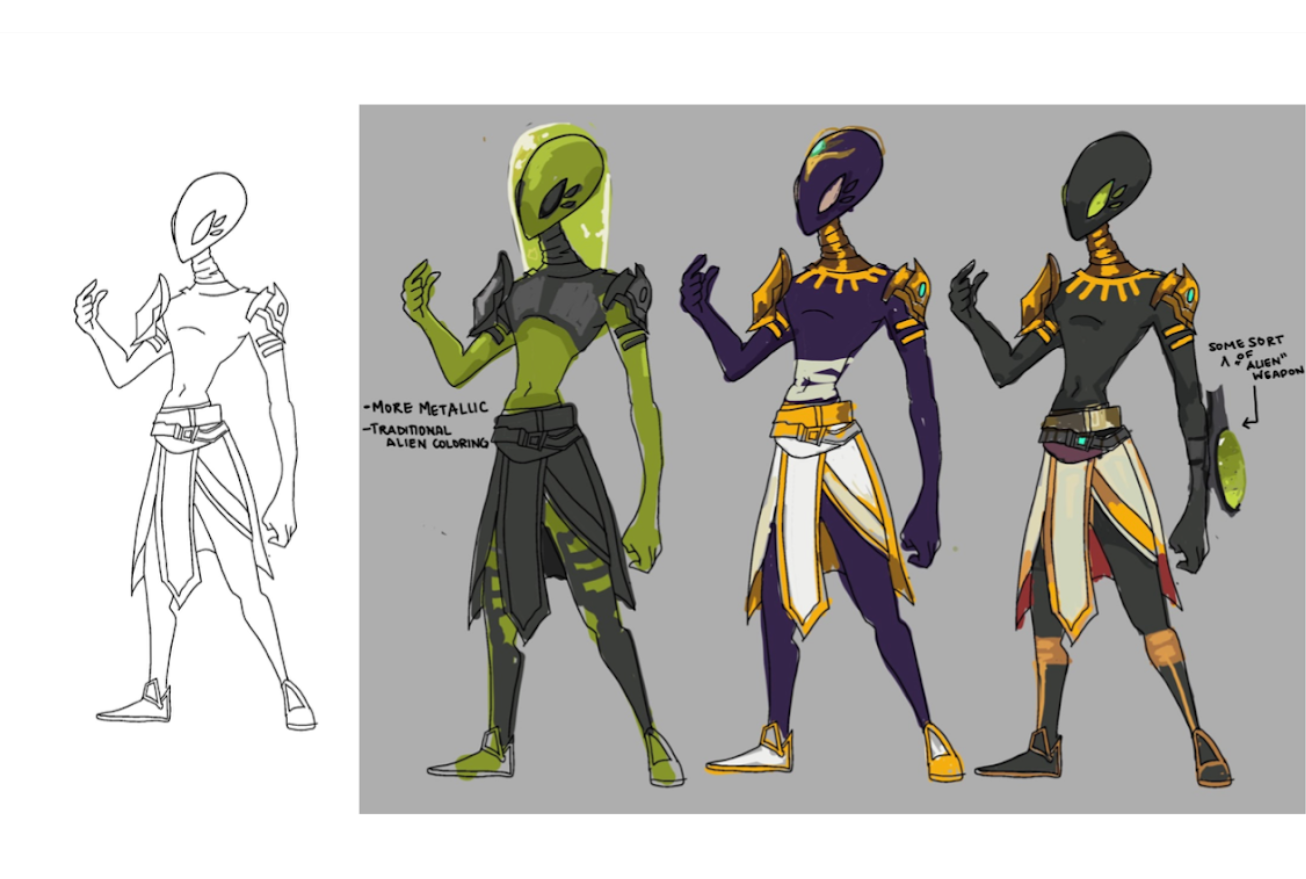 -MORE METALLIC
-TRADITIONAL
ALIEN COLORING
SOME SORT
OF
A "ALIEN"
WEAPON